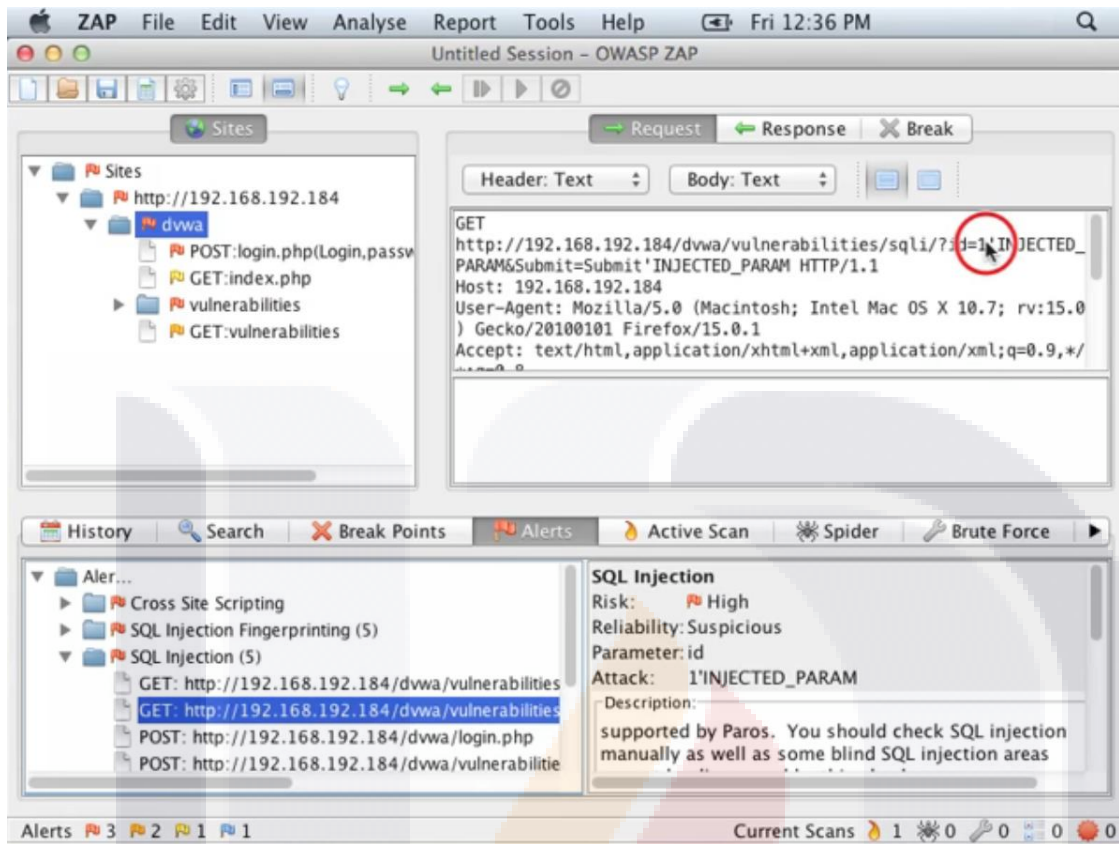 ZAP File Edit View Analyse Report Tools Help Fri 12:36 PM
Untitled Session – OWASP ZAP
Sites
Request Response Break
Header: Text Body: Text
Sites
http://192.168.192.184
dvwa
POST:login.php(Login,passw
GET:index.php
vulnerabilities
GET:vulnerabilities
GET
http://192.168.192.184/dvwa/vulnerabilities/sqli/?id=1'INJECTED_
PARAM&Submit=Submit'INJECTED_PARAM HTTP/1.1
Host: 192.168.192.184
User-Agent: Mozilla/5.0 (Macintosh; Intel Mac OS X 10.7; rv:15.0
) Gecko/20100101 Firefox/15.0.1
Accept: text/html,application/xhtml+xml,application/xml;q=0.9,*/
History Search Break Points Alerts Active Scan Spider Brute Force
Aler...
Cross Site Scripting
SQL Injection Fingerprinting (5)
SQL Injection (5)
GET: http://192.168.192.184/dvwa/vulnerabilities
GET: http://192.168.192.184/dvwa/vulnerabilities
POST: http://192.168.192.184/dvwa/login.php
POST: http://192.168.192.184/dvwa/vulnerabilitie
SQL Injection
Risk: High
Reliability: Suspicious
Parameter: id
Attack: 1'INJECTED_PARAM
Description:
supported by Paros. You should check SQL injection
manually as well as some blind SQL injection areas
Alerts 3 2 1 1 Current Scans 1 0 0 0 0